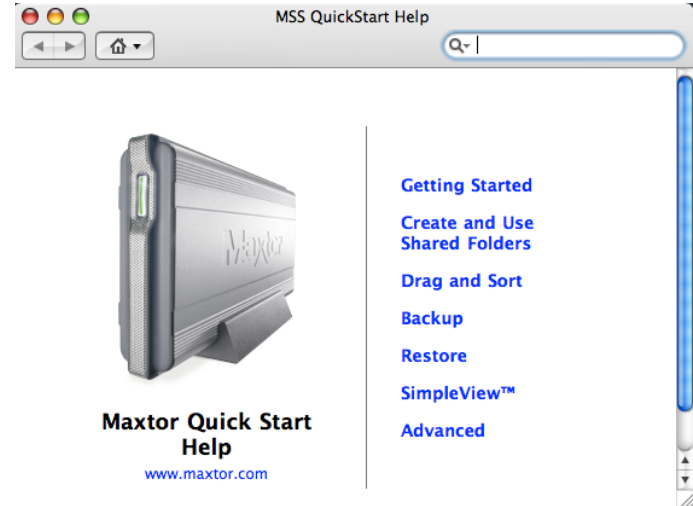 MSS QuickStart Help
Maxtor
Getting Started
Create and Use
Shared Folders
Drag and Sort
Backup
Restore
SimpleView™
Advanced
Maxtor Quick Start
Help
www.maxtor.com